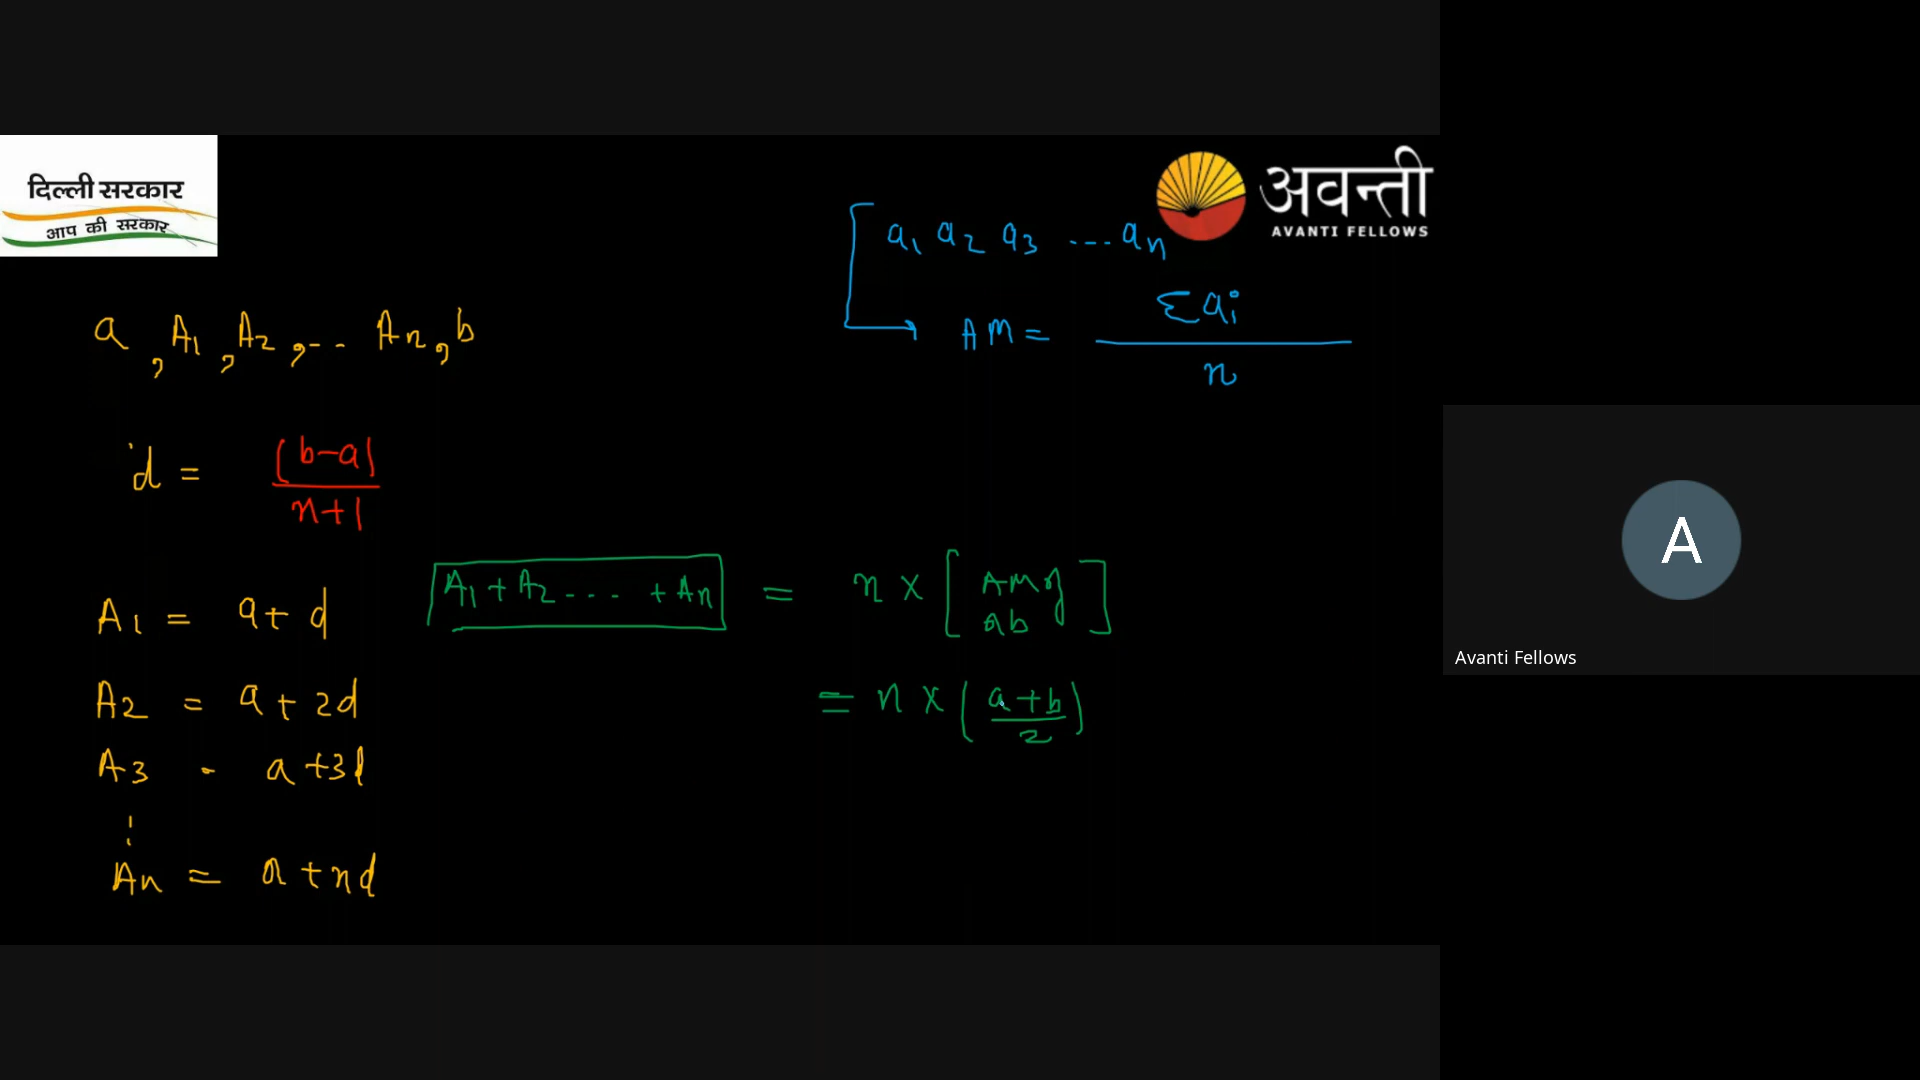 दिल्ली सरकार
आप की सरकार
अवन्ती
AVANTI FELLOWS
a1 a2 a3 ... an
AM = Σai / n
a, A1, A2, ... An, b
d = (b-a) / n+1
A1 + A2 .... + An = n × [AM of ab]
= n × (a+b / 2)
A1 = a + d
A2 = a + 2d
A3 - a + 3d
An = a + nd
A
Avanti Fellows